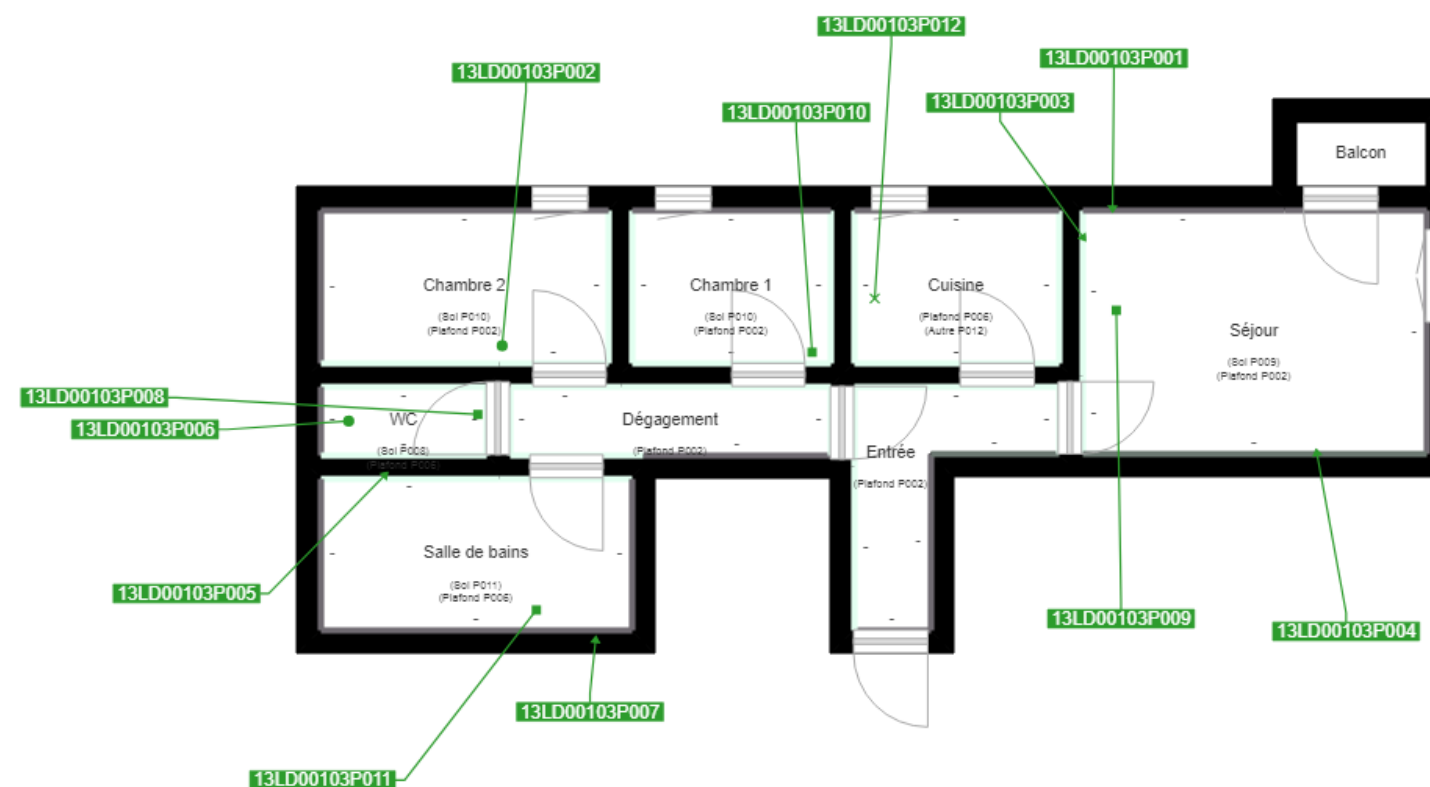 13LD00103P012
13LD00103P001
13LD00103P002
13LD00103P003
13LD00103P010
Balcon
Chambre 2
(Sol P010)
(Plafond P002)
Chambre 1
(Sol P010)
(Plafond P002)
Cuisine
(Plafond P006)
(Autre P012)
Séjour
(Sol P009)
(Plafond P002)
13LD00103P008
13LD00103P006
WC
(Sol P008)
(Plafond P006)
Dégagement
(Plafond P002)
Entrée
(Plafond P002)
Salle de bains
(Sol P011)
(Plafond P006)
13LD00103P005
13LD00103P009
13LD00103P004
13LD00103P007
13LD00103P011